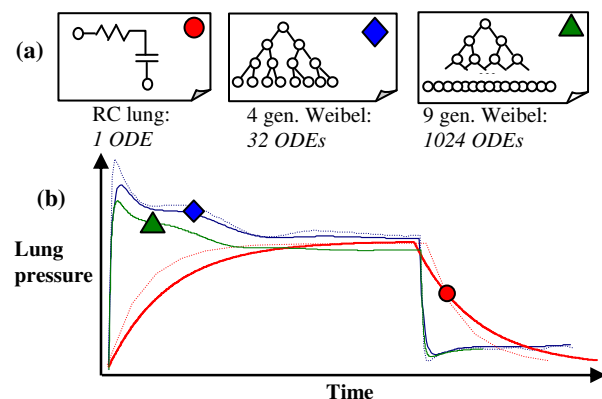 (a)
RC lung:
1 ODE
4 gen. Weibel:
32 ODEs
9 gen. Weibel:
1024 ODEs
(b)
Lung
pressure
Time